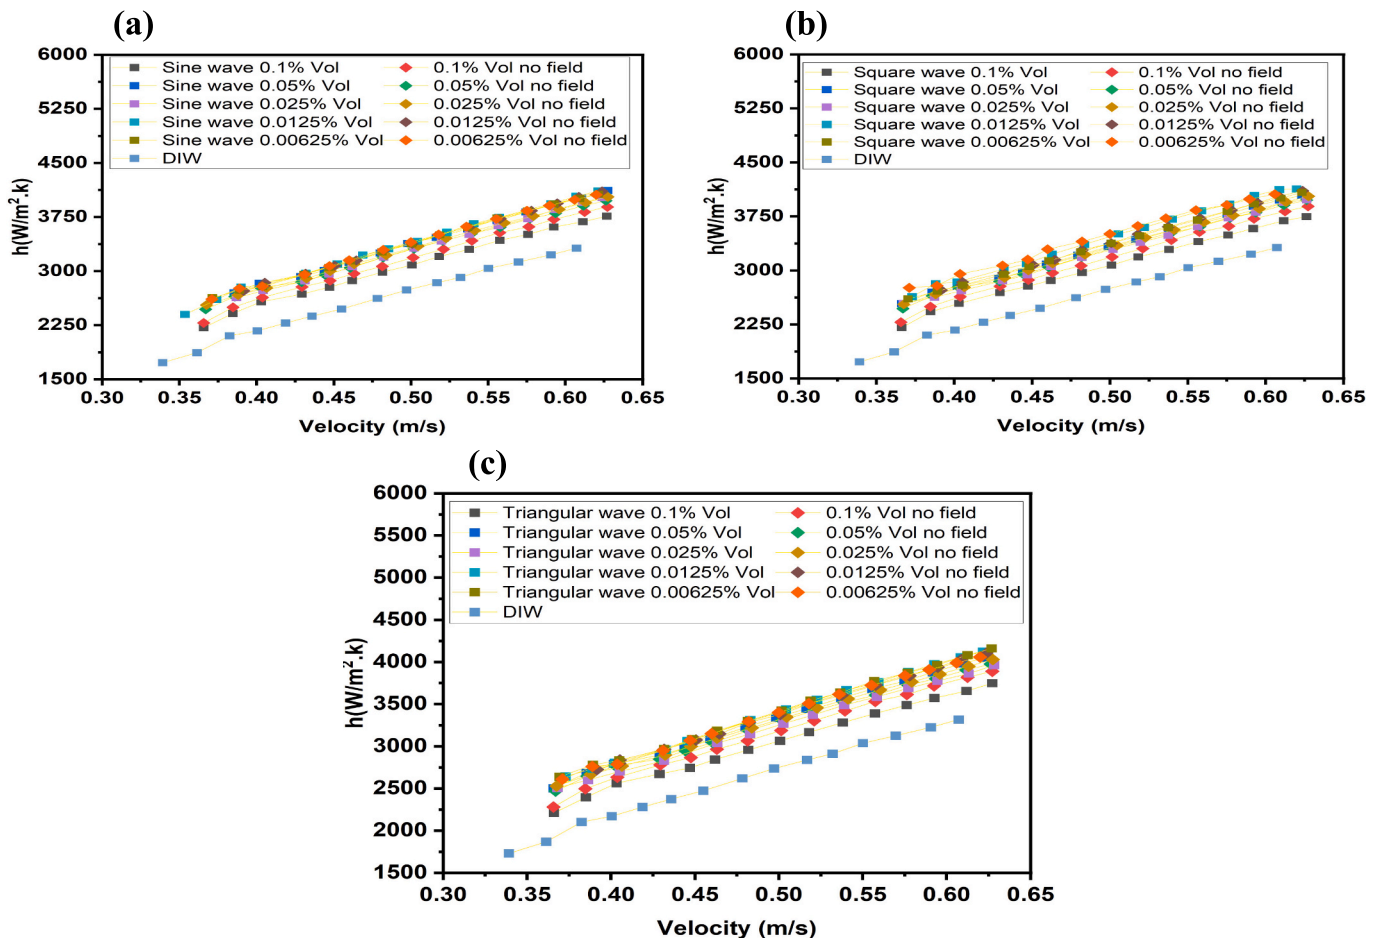 (a)
6000
5250
4500
3750
3000
2250
1500
h(W/m².k)
Sine wave 0.1% Vol
Sine wave 0.05% Vol
Sine wave 0.025% Vol
Sine wave 0.0125% Vol
Sine wave 0.00625% Vol
DIW
0.1% Vol no field
0.05% Vol no field
0.025% Vol no field
0.0125% Vol no field
0.00625% Vol no field
0.30 0.35 0.40 0.45 0.50 0.55 0.60 0.65
Velocity (m/s)
(b)
6000
5250
4500
3750
3000
2250
1500
h(W/m².k)
Square wave 0.1% Vol
Square wave 0.05% Vol
Square wave 0.025% Vol
Square wave 0.0125% Vol
Square wave 0.00625% Vol
DIW
0.1% Vol no field
0.05% Vol no field
0.025% Vol no field
0.0125% Vol no field
0.00625% Vol no field
0.30 0.35 0.40 0.45 0.50 0.55 0.60 0.65
Velocity (m/s)
(c)
6000
5500
5000
4500
4000
3500
3000
2500
2000
1500
h(W/m².k)
Triangular wave 0.1% Vol
Triangular wave 0.05% Vol
Triangular wave 0.025% Vol
Triangular wave 0.0125% Vol
Triangular wave 0.00625% Vol
DIW
0.1% Vol no field
0.05% Vol no field
0.025% Vol no field
0.0125% Vol no field
0.00625% Vol no field
0.30 0.35 0.40 0.45 0.50 0.55 0.60 0.65
Velocity (m/s)